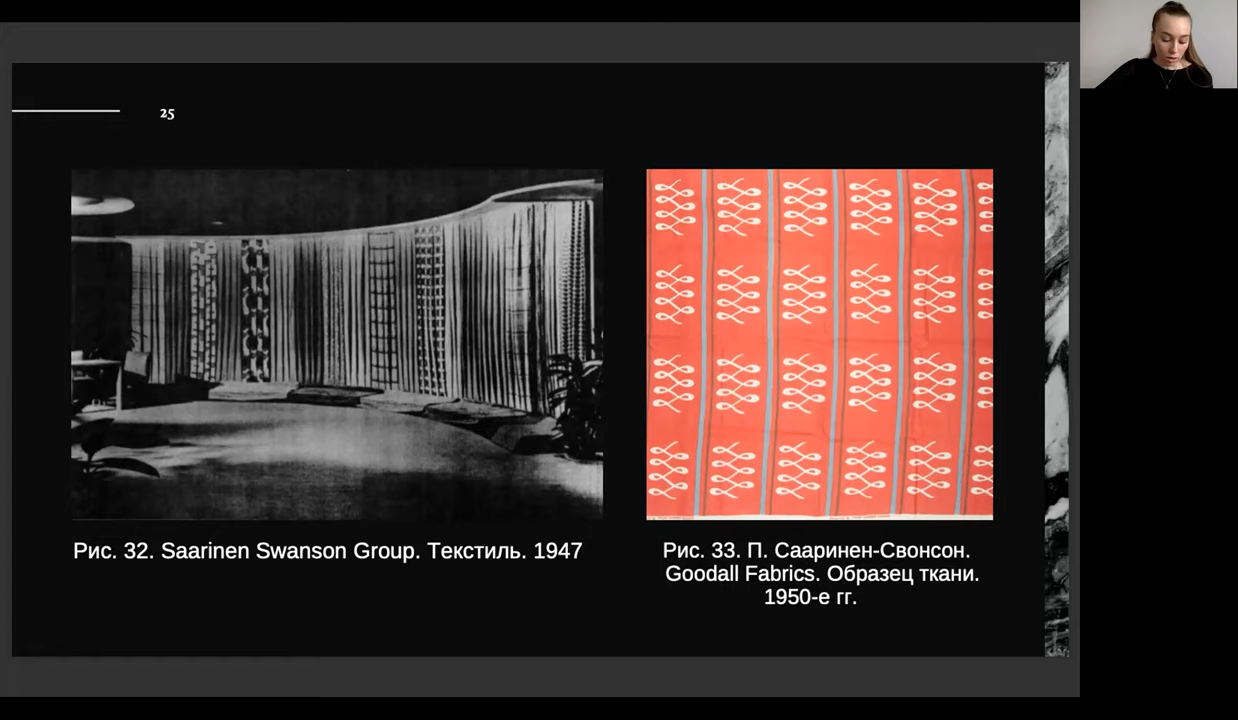 25
Рис. 32. Saarinen Swanson Group. Текстиль. 1947
Рис. 33. П. Сааринен-Свонсон.
Goodall Fabrics. Образец ткани.
1950-е гг.